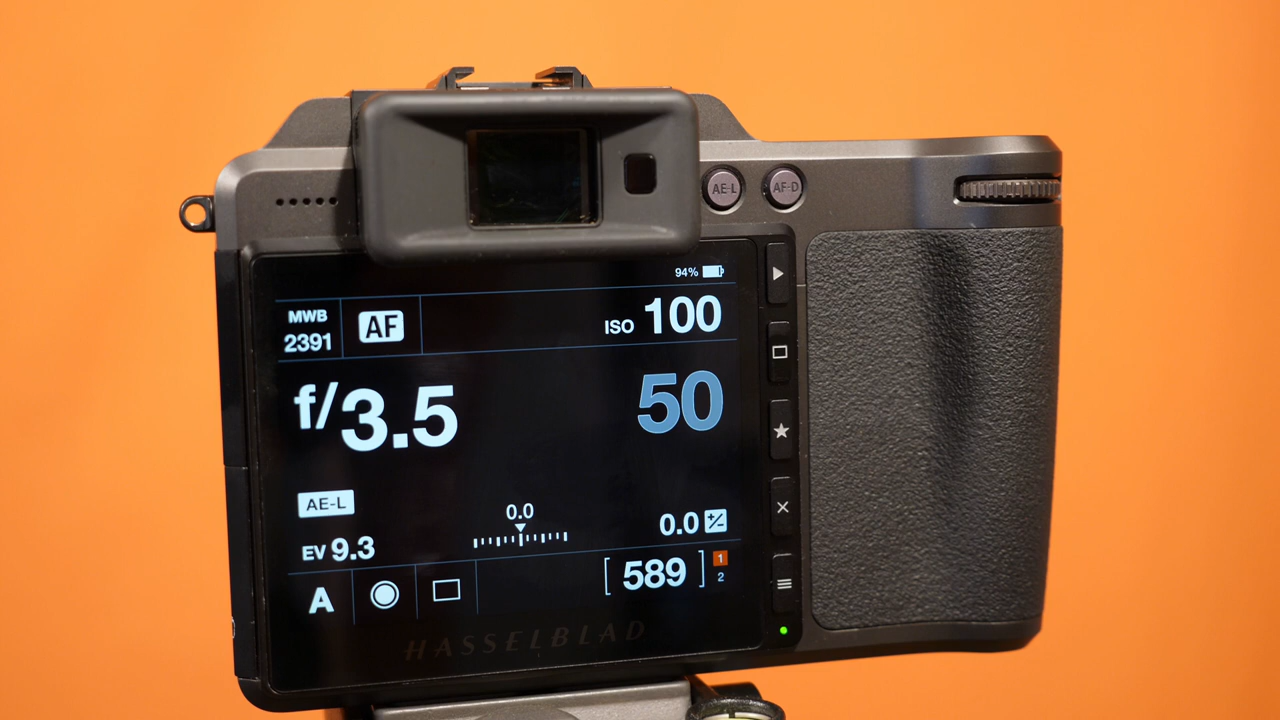 AE-L AF-D
94%
MWB
2391
AF
ISO 100
f/3.5
50
AE-L
0.0
EV 9.3
0.0
A
[589]
1
2
HASSELBLAD